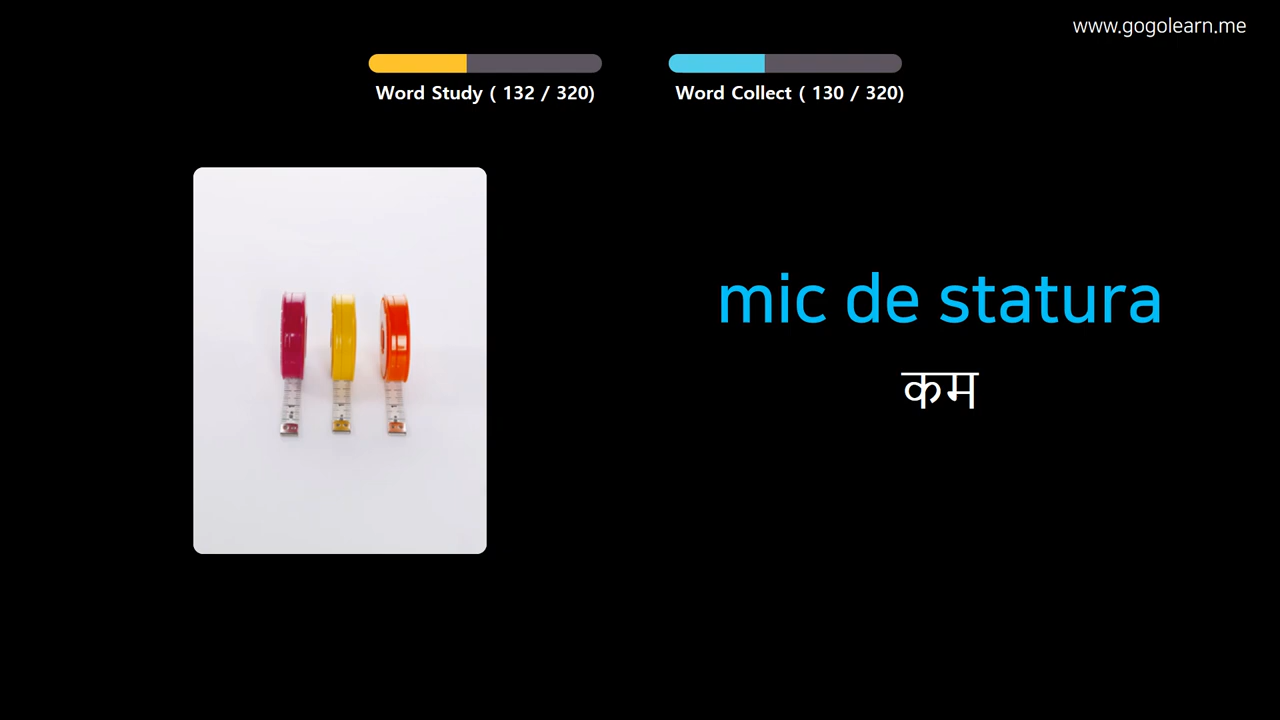 www.gogolearn.me
Word Study ( 132 / 320)
Word Collect ( 130 / 320)
mic de statura
कम